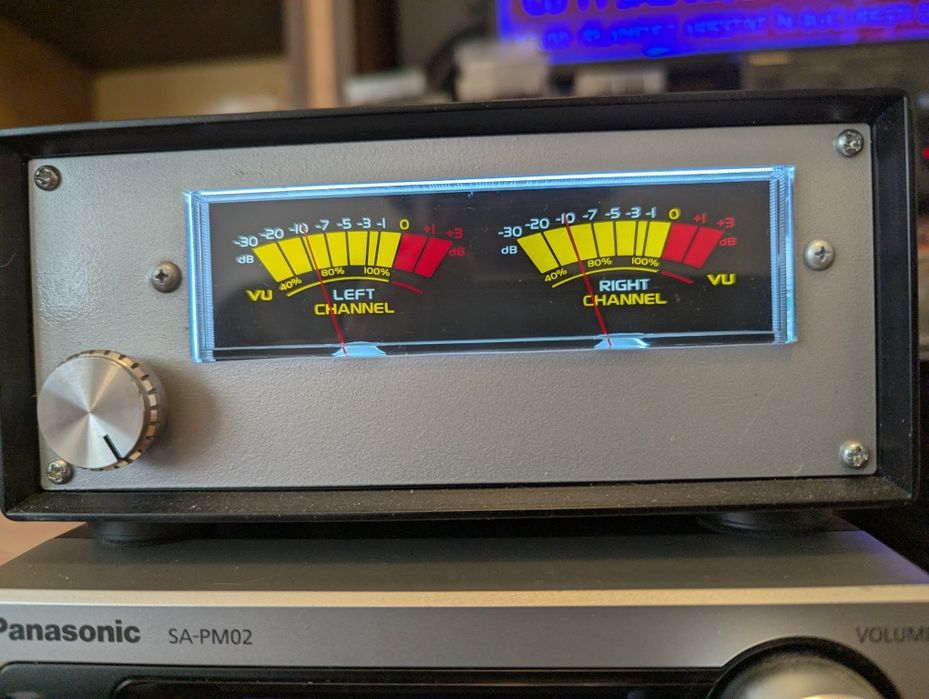 -30 -20 -10 -7 -5 -3 -1 0 +1 +3
dB dB
40% 80% 100%
VU
LEFT
CHANNEL
-30 -20 -10 -7 -5 -3 -1 0 +1 +3
dB dB
40% 80% 100%
VU
RIGHT
CHANNEL
Panasonic SA-PM02
VOLUME